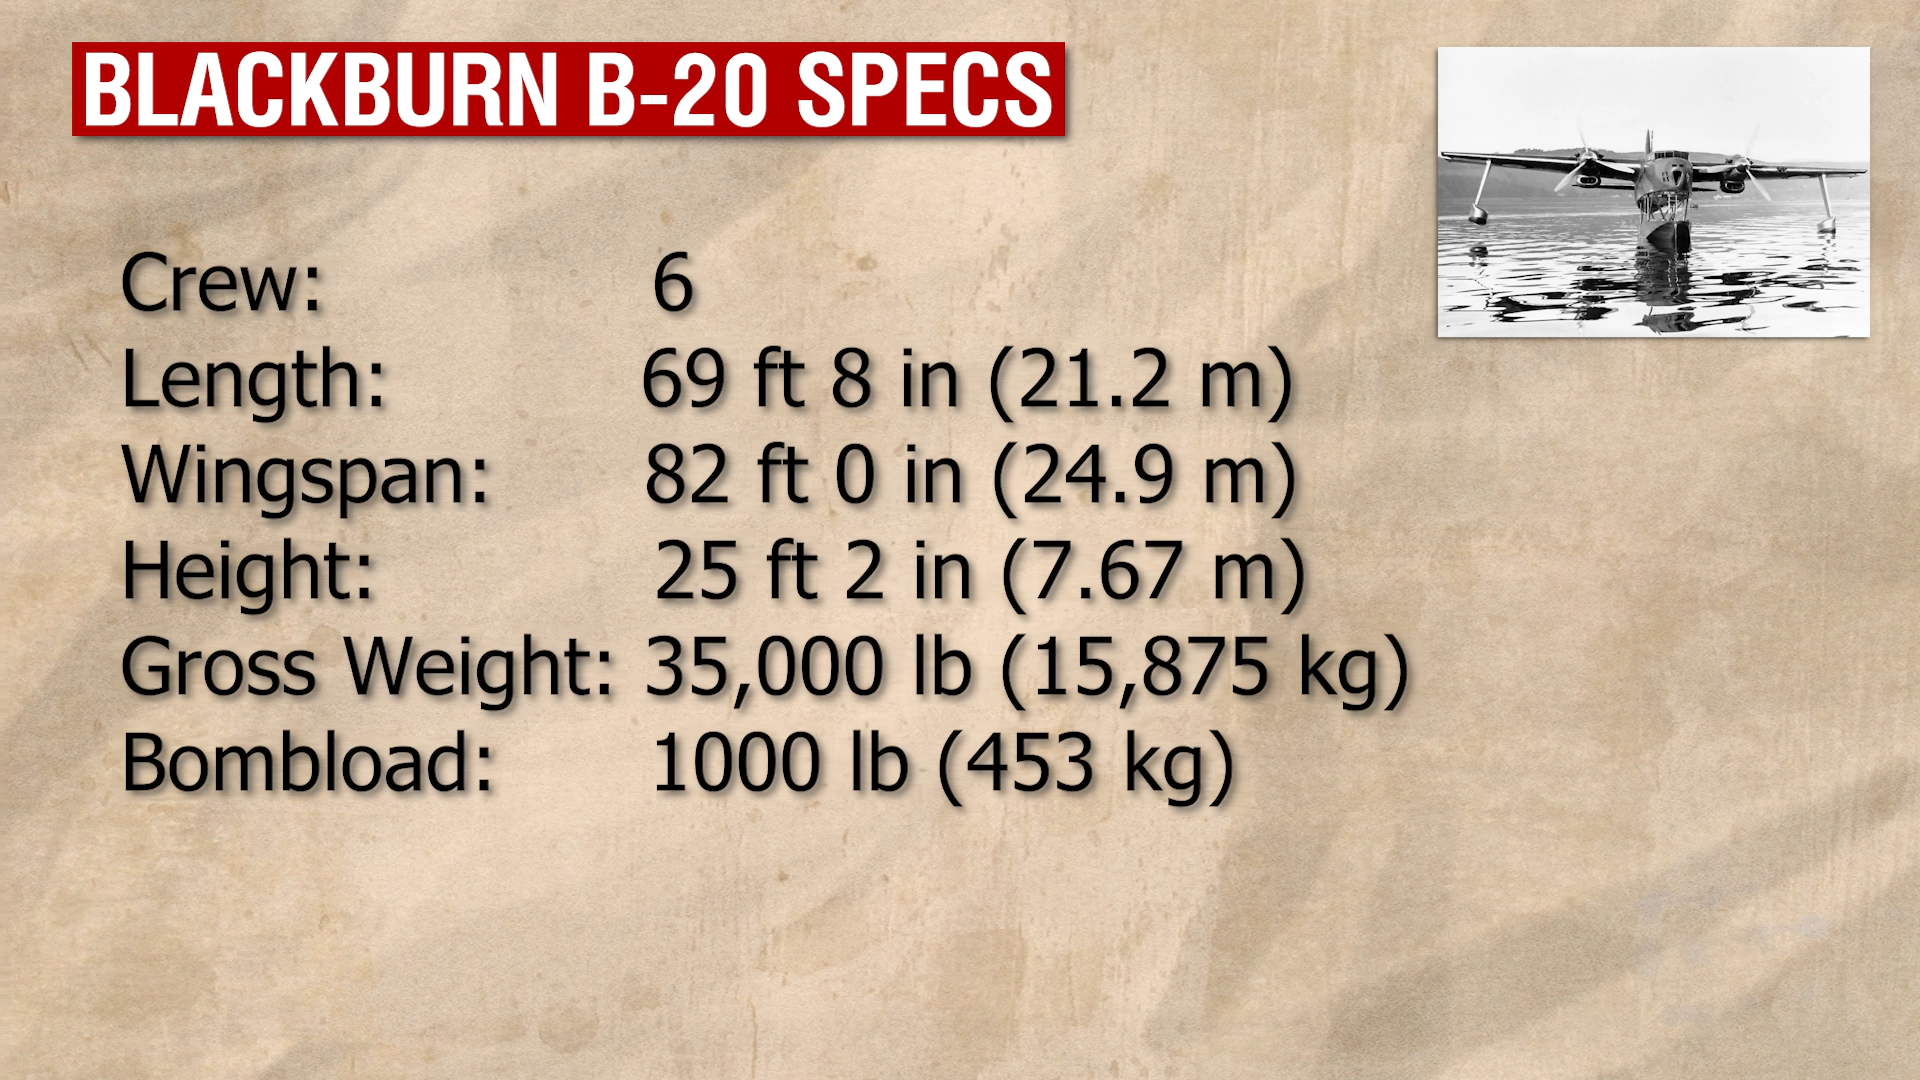 BLACKBURN B-20 SPECS
Crew: 6
Length: 69 ft 8 in (21.2 m)
Wingspan: 82 ft 0 in (24.9 m)
Height: 25 ft 2 in (7.67 m)
Gross Weight: 35,000 lb (15,875 kg)
Bombload: 1000 lb (453 kg)